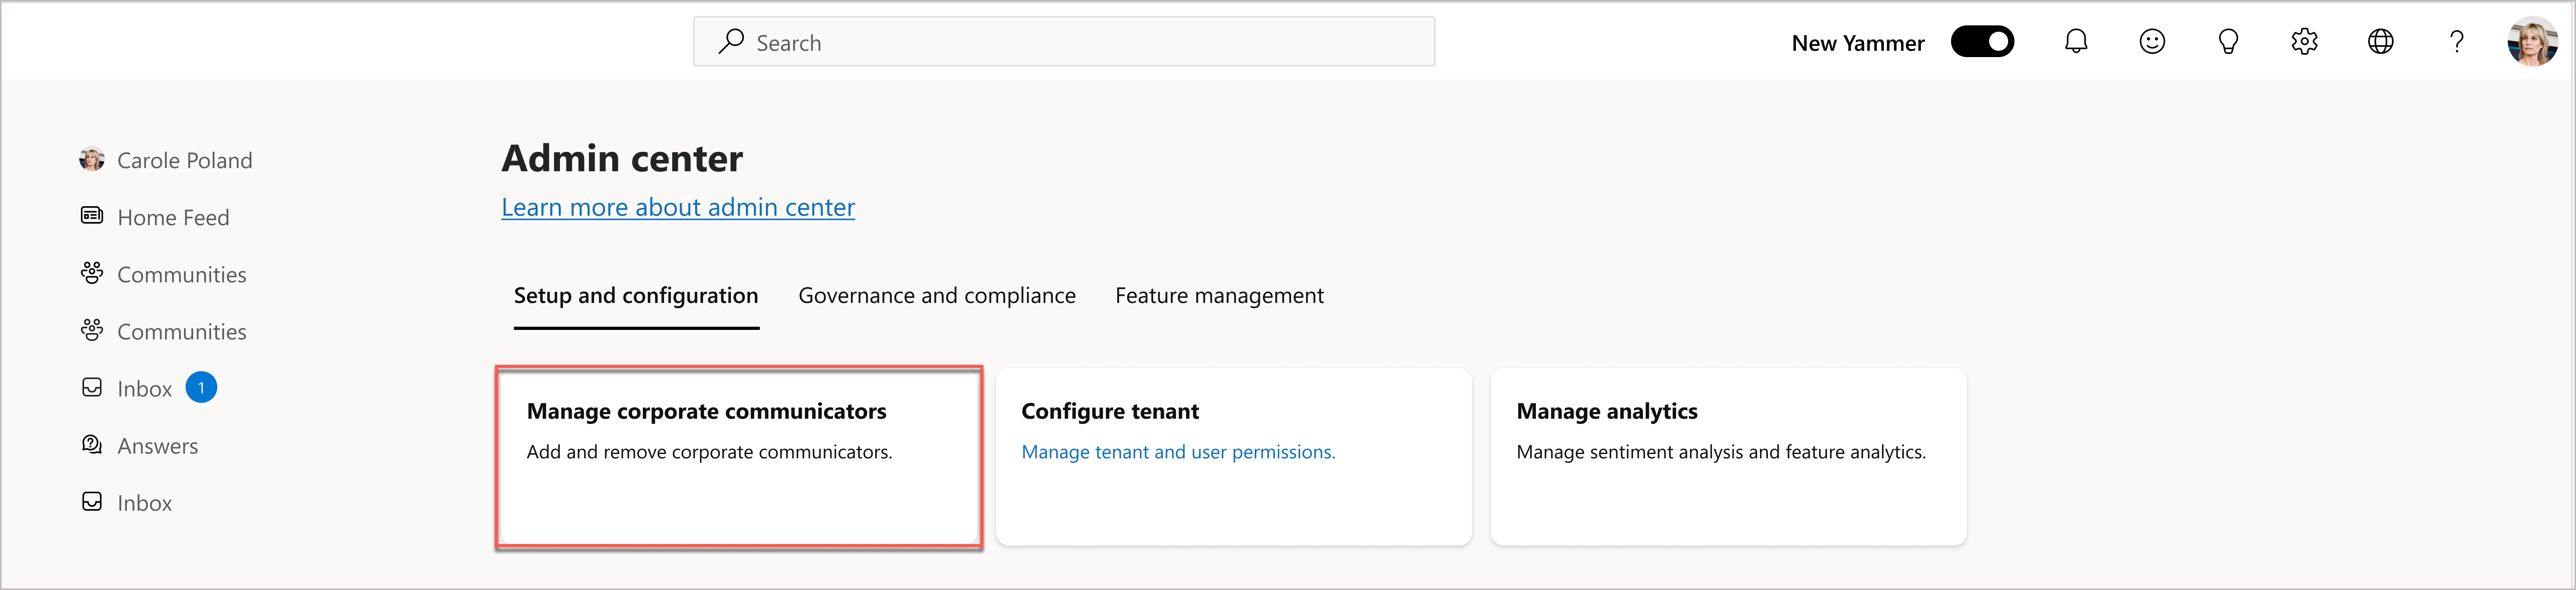 Search
New Yammer
?
Carole Poland
Home Feed
Communities
Communities
Inbox 1
Answers
Inbox
Admin center
Learn more about admin center
Setup and configuration Governance and compliance Feature management
Manage corporate communicators
Add and remove corporate communicators.
Configure tenant
Manage tenant and user permissions.
Manage analytics
Manage sentiment analysis and feature analytics.